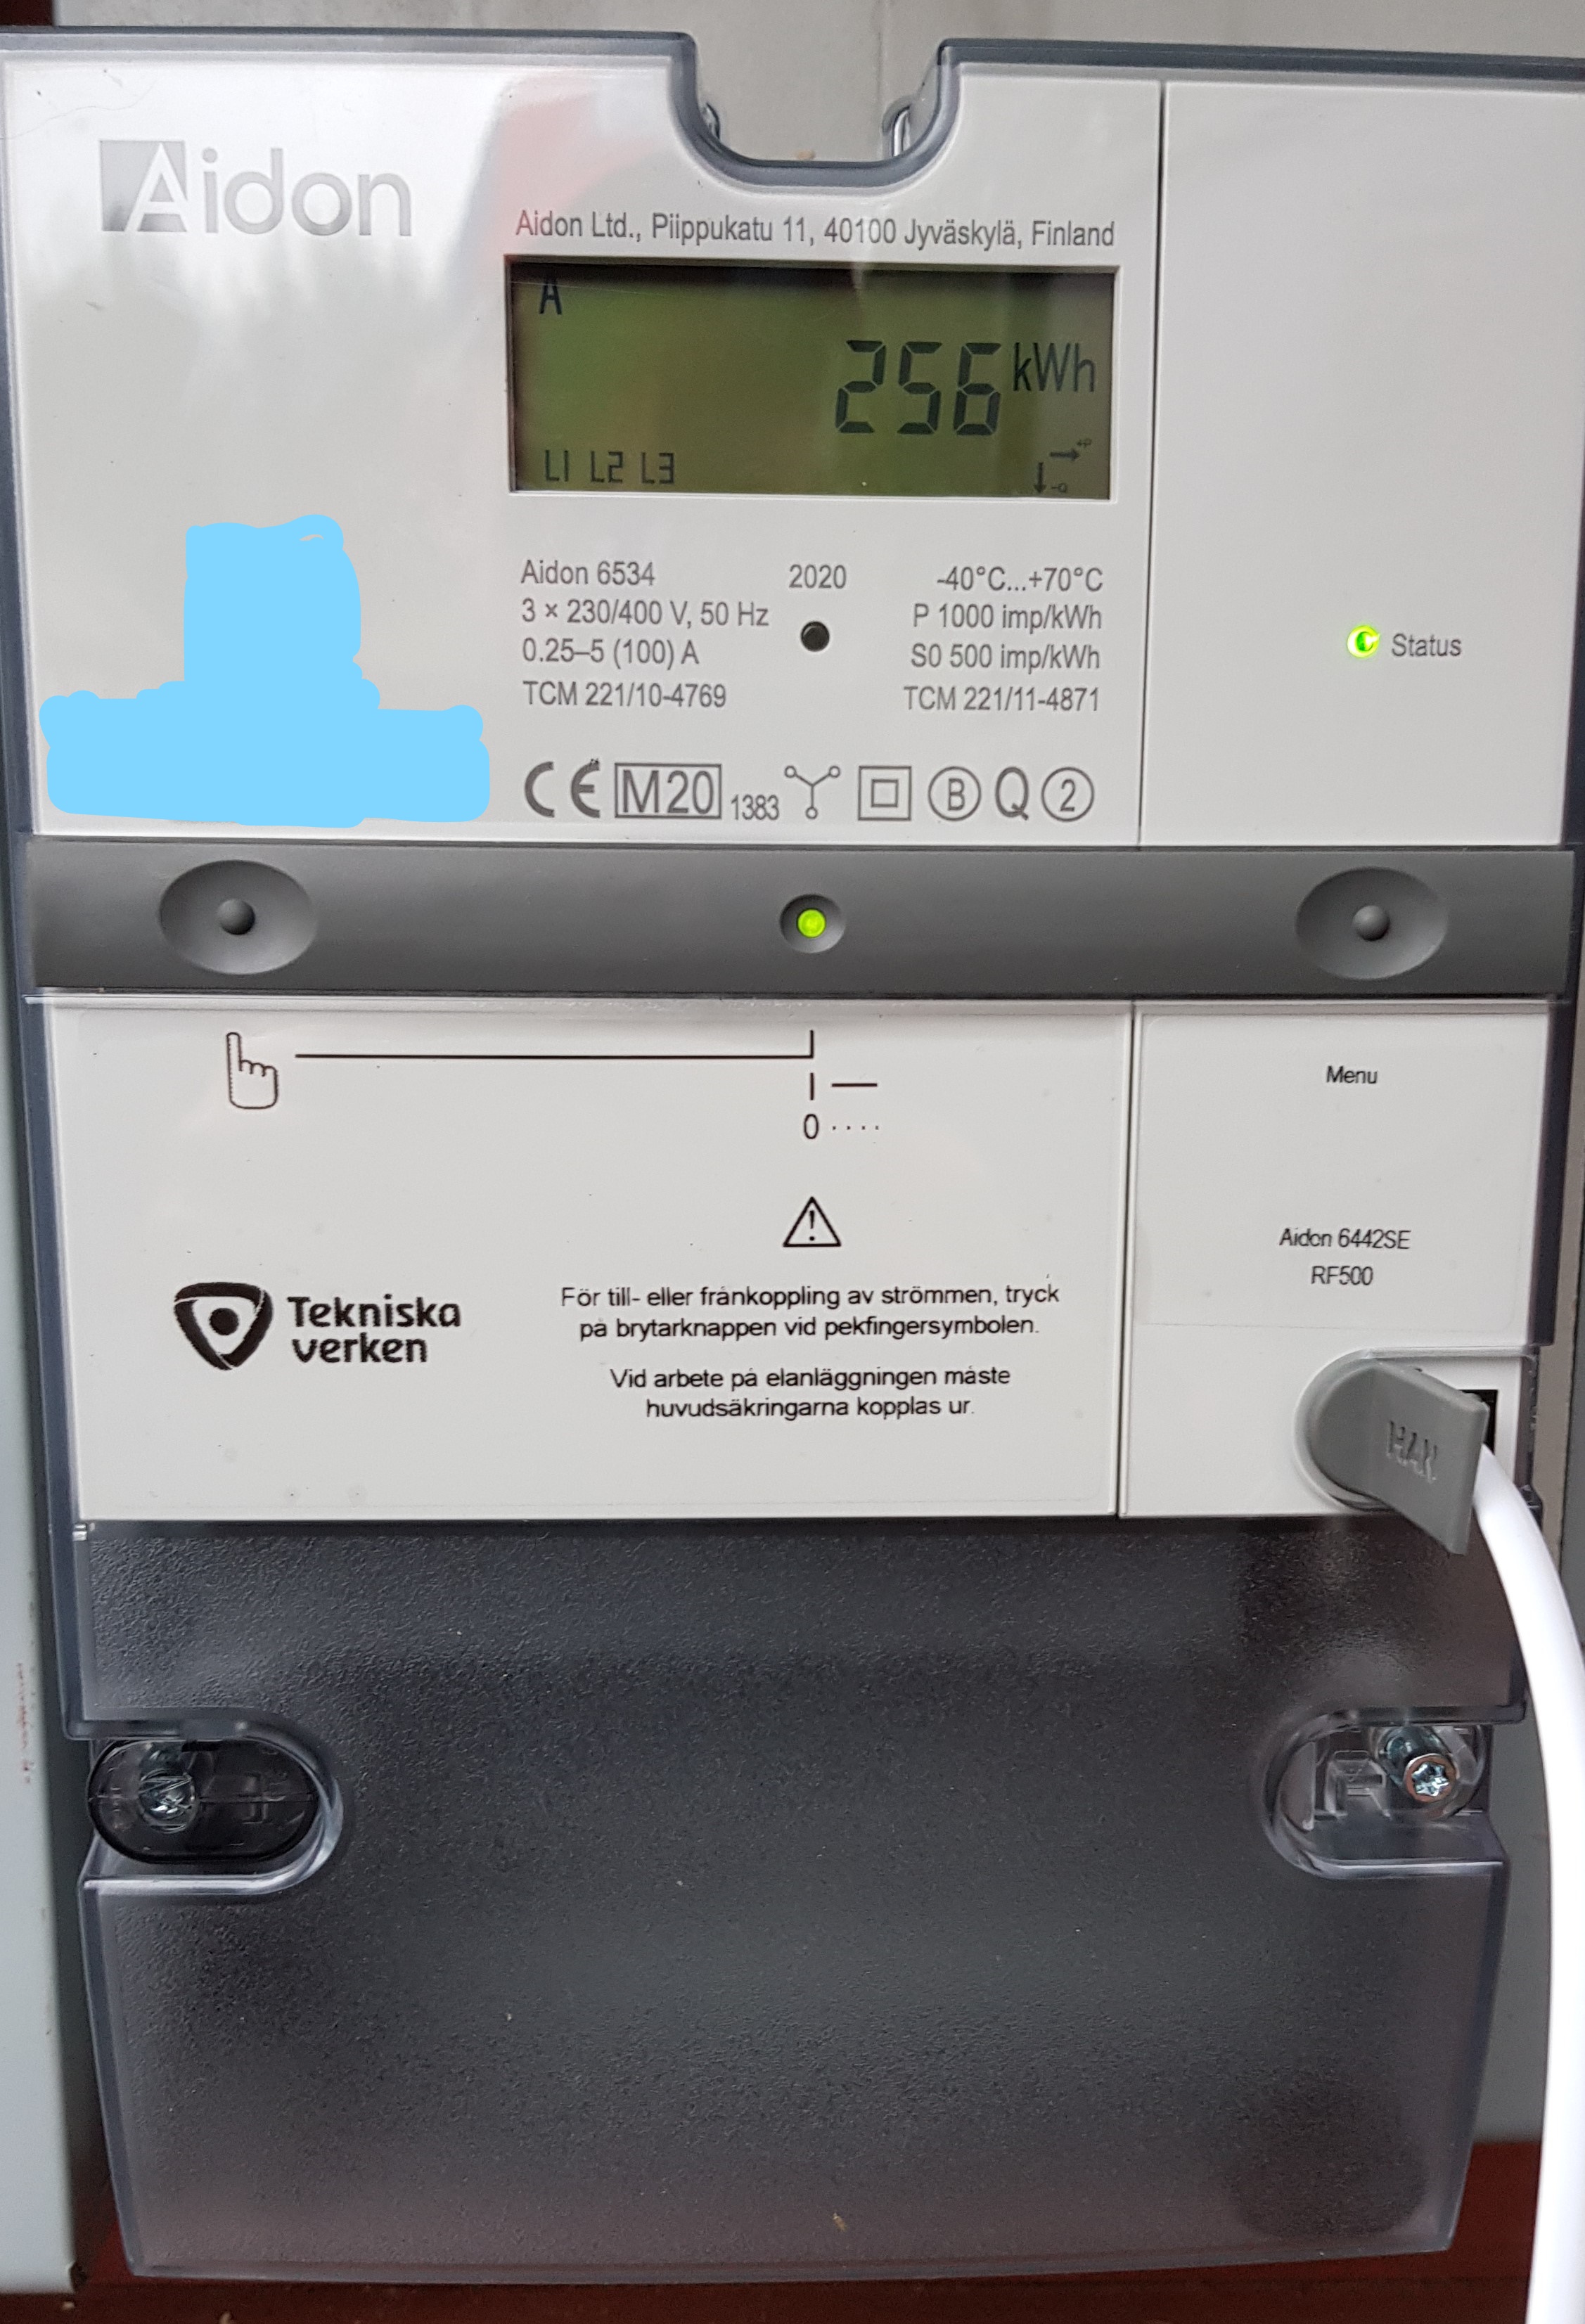 Aidon
Aidon Ltd., Piippukatu 11, 40100 Jyväskylä, Finland
A
256 kWh
L1 L2 L3
+P
-Q
Aidon 6534
3 × 230/400 V, 50 Hz
0.25–5 (100) A
TCM 221/10-4769
2020
-40°C...+70°C
P 1000 imp/kWh
S0 500 imp/kWh
TCM 221/11-4871
Status
CE M20 1383 B Q 2
I —
0 ····
Menu
Aidon 6442SE
RF500
Tekniska
verken
För till- eller frånkoppling av strömmen, tryck
på brytarknappen vid pekfingersymbolen.
Vid arbete på elanläggningen måste
huvudsäkringarna kopplas ur.
HAN